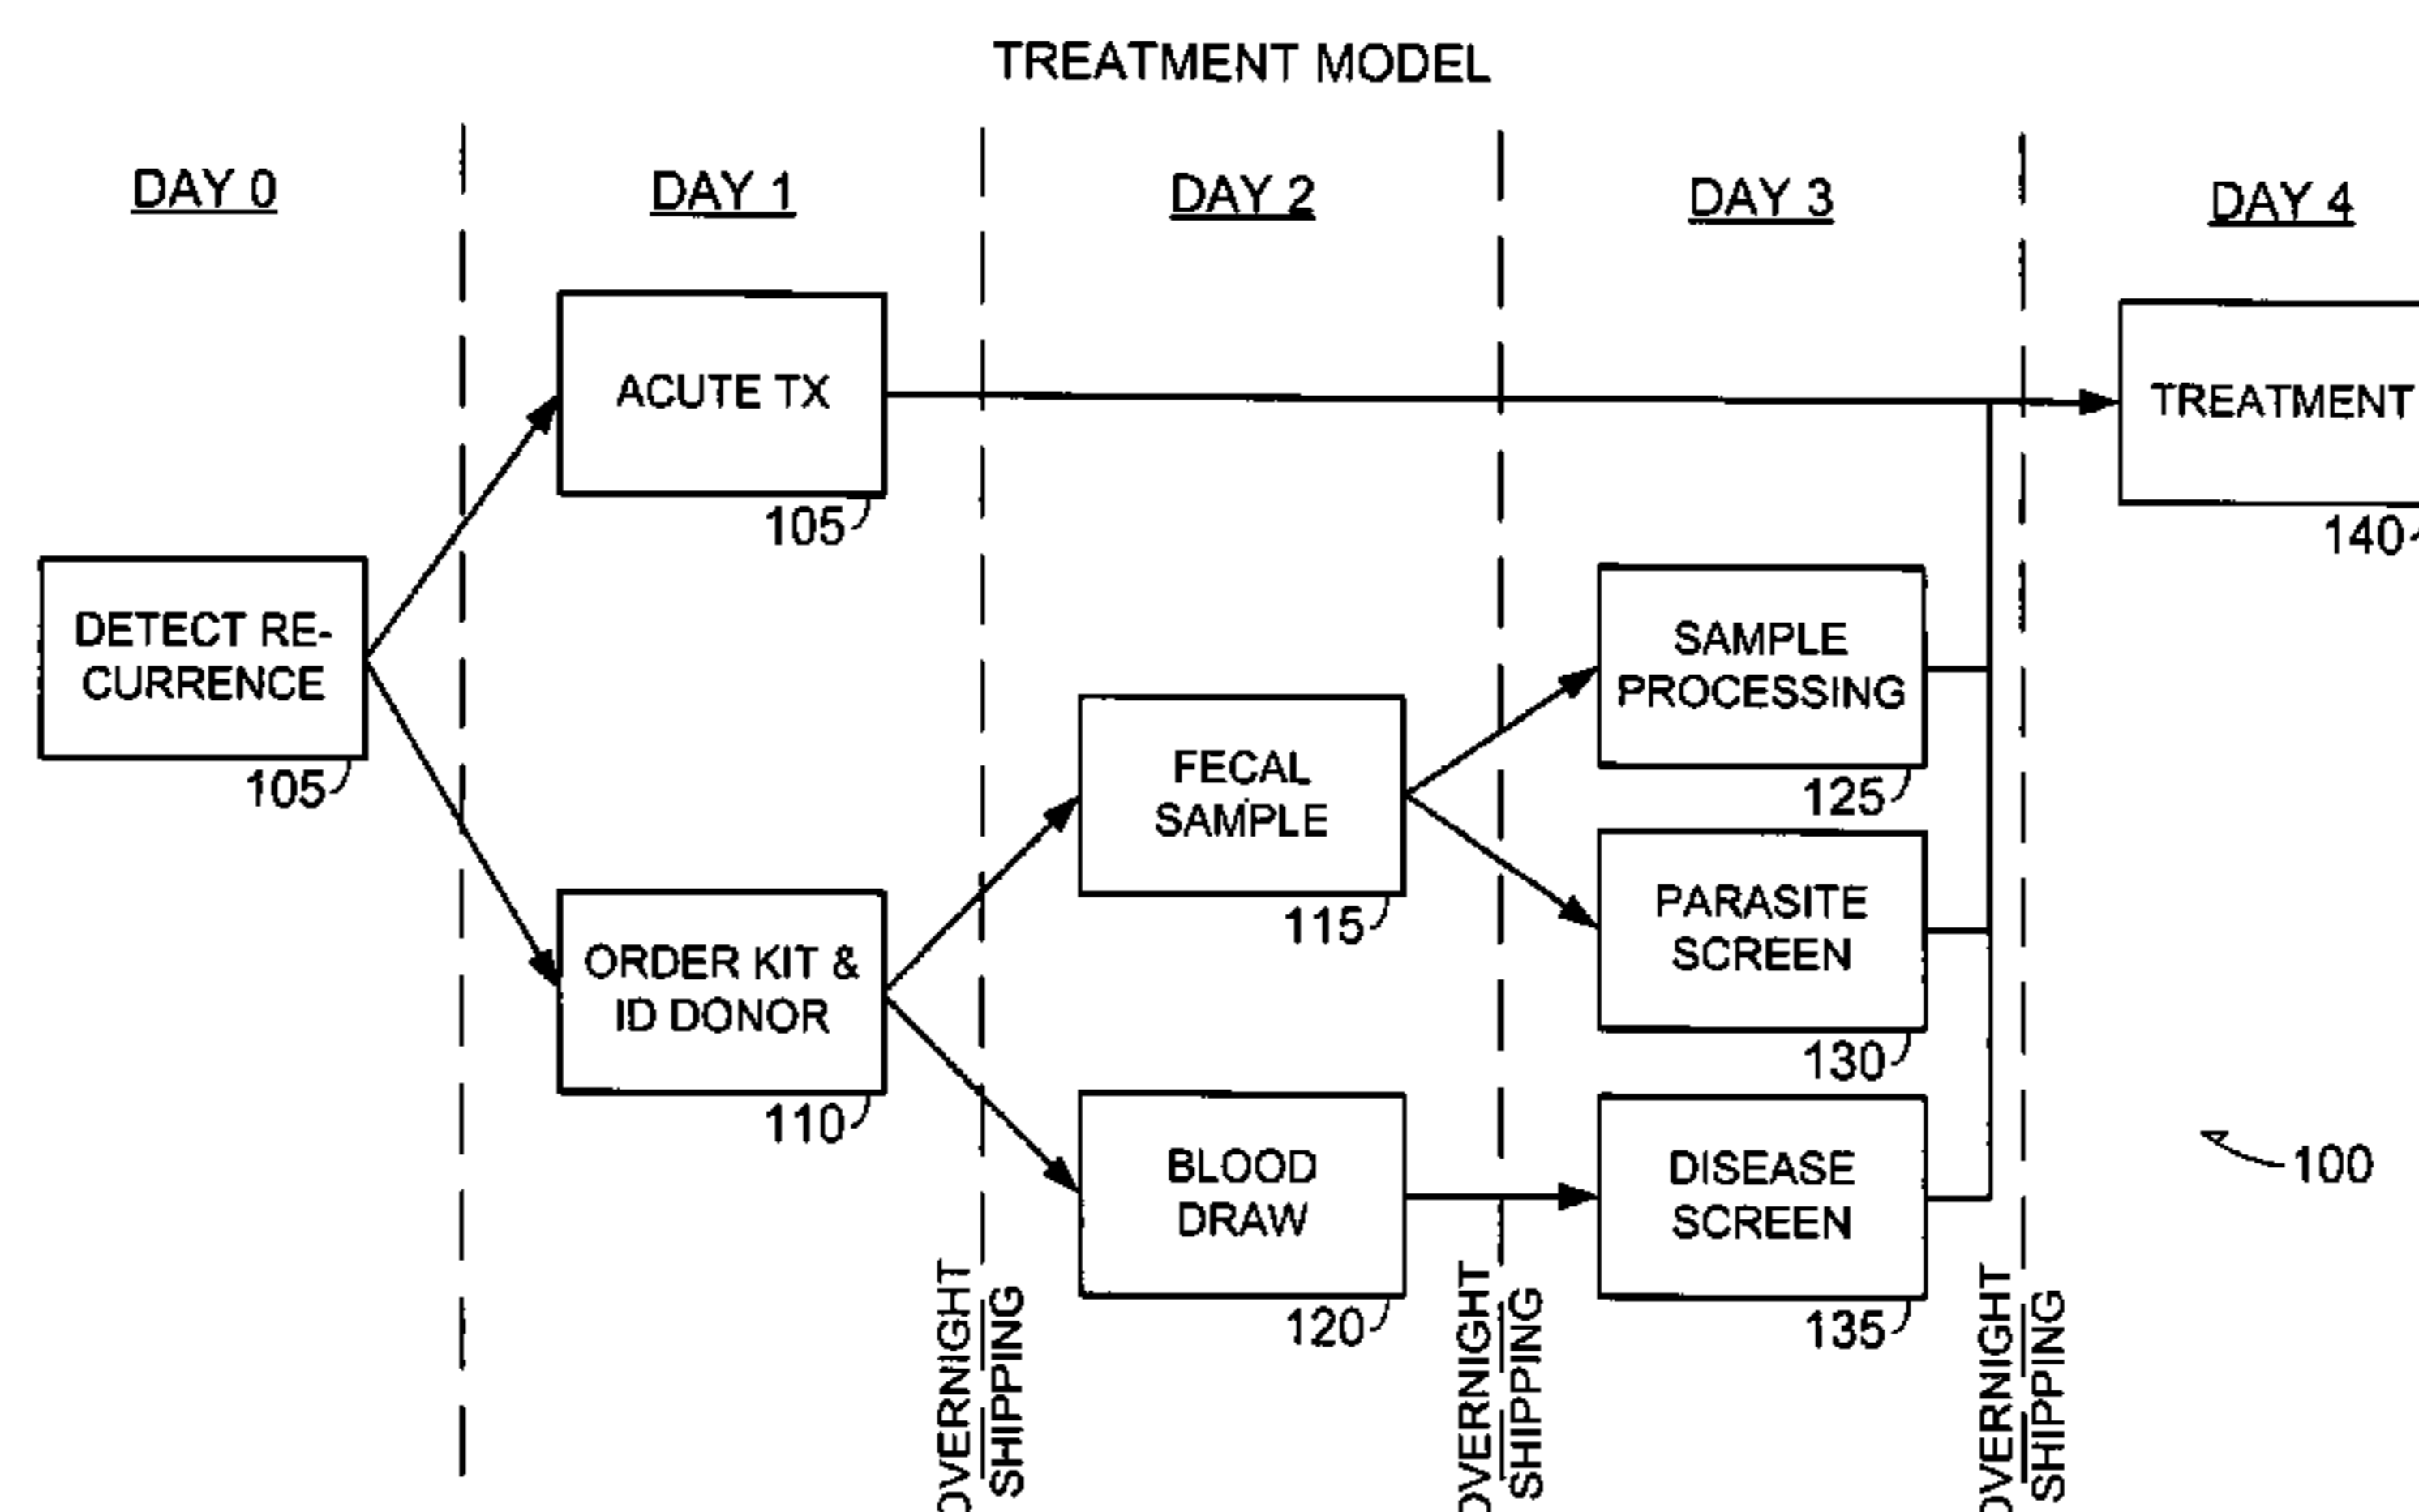 TREATMENT MODEL
DAY 0
DAY 1
DAY 2
DAY 3
DAY 4
ACUTE TX
105
TREATMENT
140
DETECT RE-
CURRENCE
105
SAMPLE
PROCESSING
125
FECAL
SAMPLE
115
PARASITE
SCREEN
130
ORDER KIT &
ID DONOR
110
BLOOD
DRAW
120
DISEASE
SCREEN
135
100
OVERNIGHT
SHIPPING
OVERNIGHT
SHIPPING
OVERNIGHT
SHIPPING